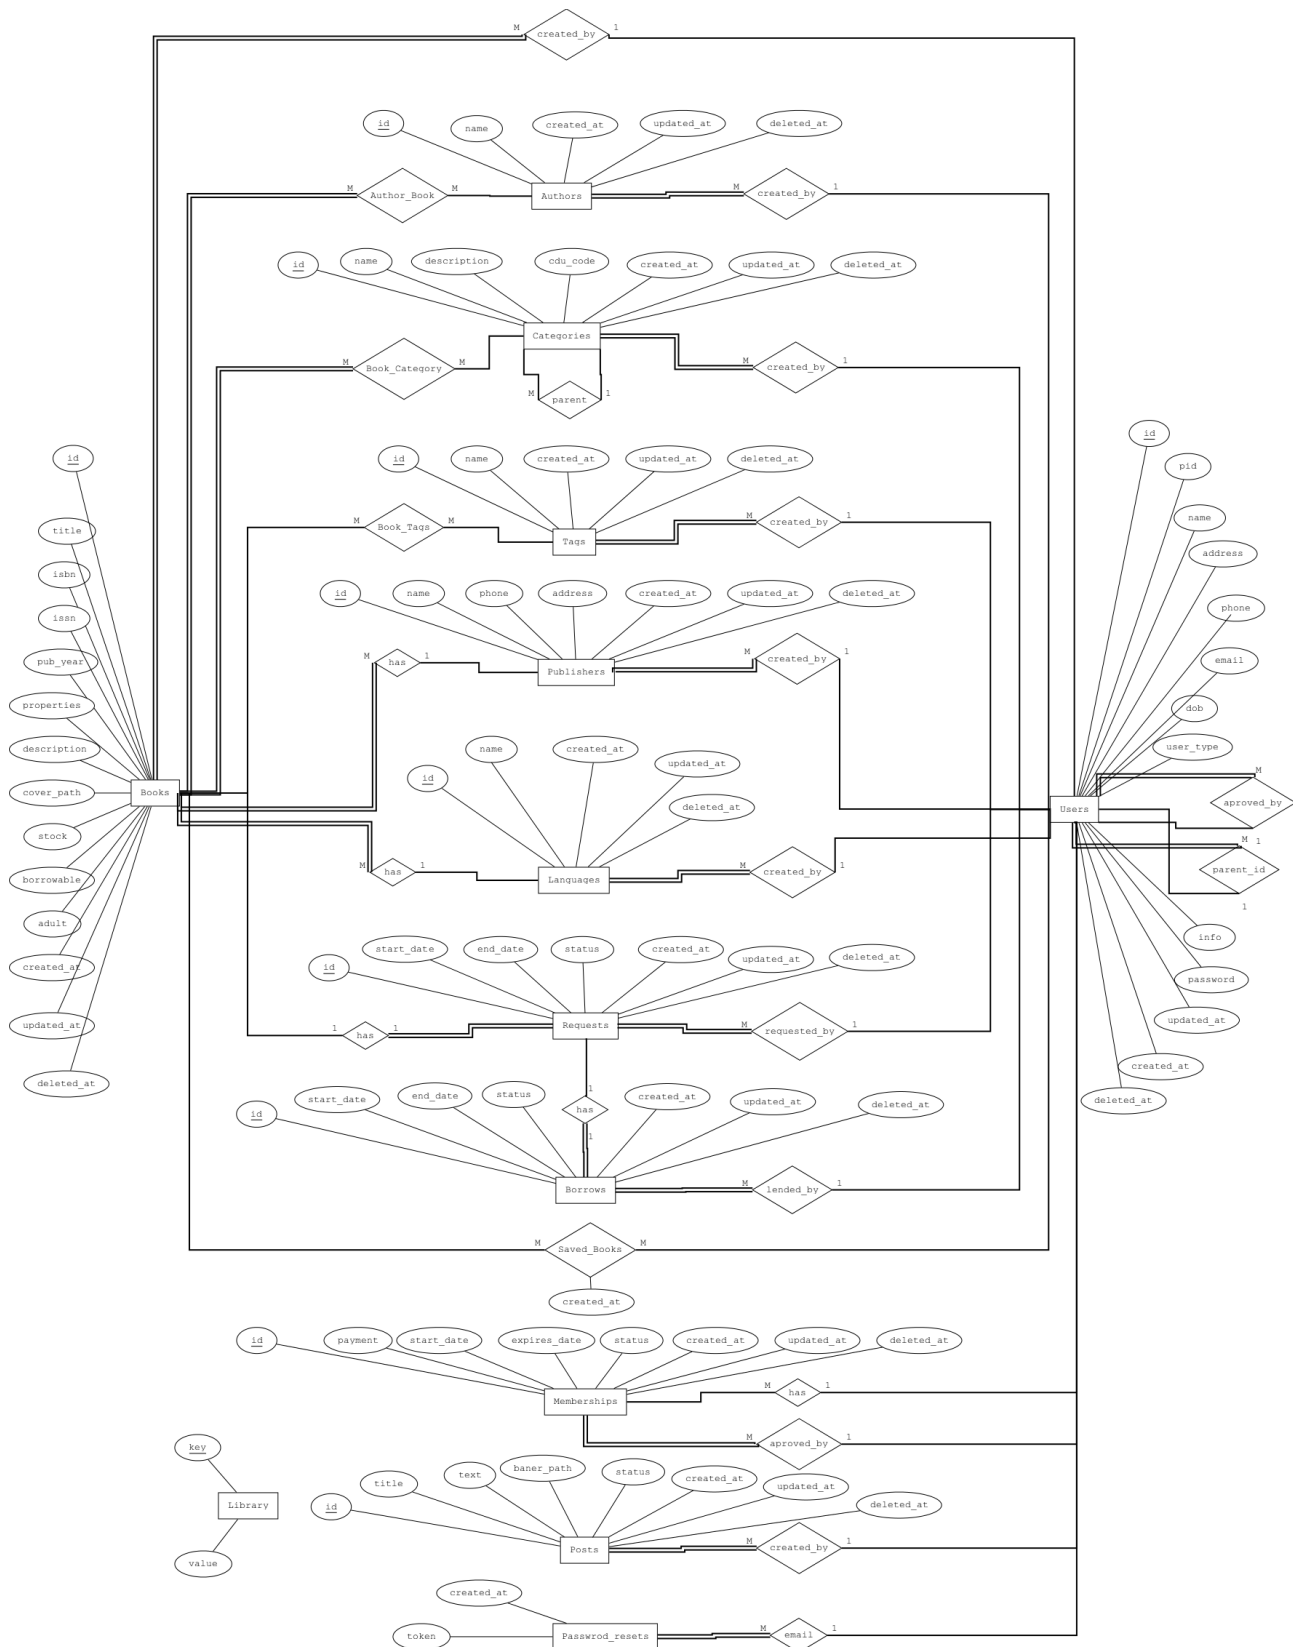 M
created_by
1
id
name
created_at
updated_at
deleted_at
M
Author_Book
M
Authors
M
created_by
1
id
name
description
cdu_code
created_at
updated_at
deleted_at
Categories
M
Book_Category
M
M
created_by
1
M
parent
1
id
name
created_at
updated_at
deleted_at
M
Book_Tags
M
Tags
M
created_by
1
id
name
phone
address
created_at
updated_at
deleted_at
M
has
1
Publishers
M
created_by
1
name
created_at
updated_at
id
deleted_at
M
has
1
Languages
M
created_by
1
id
title
isbn
issn
pub_year
properties
description
cover_path
Books
stock
borrowable
adult
created_at
updated_at
deleted_at
id
pid
name
address
phone
email
dob
user_type
Users
M
aproved_by
1
M
parent_id
1
info
password
updated_at
created_at
deleted_at
start_date
end_date
status
created_at
updated_at
deleted_at
id
1
has
1
Requests
M
requested_by
1
1
has
1
id
start_date
end_date
status
created_at
updated_at
deleted_at
Borrows
M
lended_by
1
M
Saved_Books
M
created_at
id
payment
start_date
expires_date
status
created_at
updated_at
deleted_at
Memberships
M
has
1
M
aproved_by
1
key
Library
value
id
title
text
baner_path
status
created_at
updated_at
deleted_at
Posts
M
created_by
1
created_at
token
Passwrod_resets
M
email
1